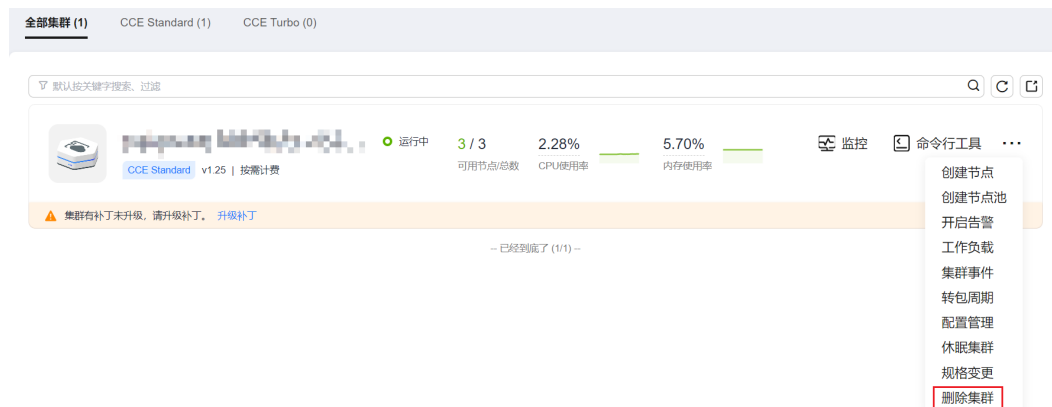 全部集群 (1) CCE Standard (1) CCE Turbo (0)
默认按关键字搜索、过滤
运行中 3 / 3 2.28% 5.70% 监控 命令行工具 ···
可用节点/总数 CPU使用率 内存使用率
CCE Standard v1.25 | 按需计费
集群有补丁未升级，请升级补丁。 升级补丁
-- 已经到底了 (1/1) --
创建节点
创建节点池
开启告警
工作负载
集群事件
转包周期
配置管理
休眠集群
规格变更
删除集群